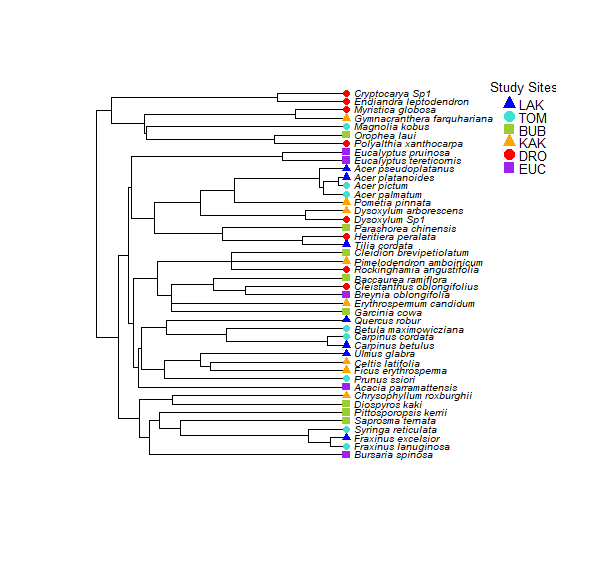 Cryptocarya Sp1
Endiandra leptodendron
Myristica globosa
Gymnacranthera farquhariana
Magnolia kobus
Orophea laui
Polyalthia xanthocarpa
Eucalyptus pruinosa
Eucalyptus tereticornis
Acer pseudoplatanus
Acer platanoides
Acer pictum
Acer palmatum
Pometia pinnata
Dysoxylum arborescens
Dysoxylum Sp1
Parashorea chinensis
Heritiera peralata
Tilia cordata
Cleidion brevipetiolatum
Pimelodendron amboinicum
Rockinghamia angustifolia
Baccaurea ramiflora
Cleistanthus oblongifolius
Breynia oblongifolia
Erythrospermum candidum
Garcinia cowa
Quercus robur
Betula maximowicziana
Carpinus cordata
Carpinus betulus
Ulmus glabra
Celtis latifolia
Ficus erythrosperma
Prunus ssiori
Acacia parramattensis
Chrysophyllum roxburghii
Diospyros kaki
Pittosporopsis kerrii
Saprosma ternata
Syringa reticulata
Fraxinus excelsior
Fraxinus lanuginosa
Bursaria spinosa
Study Sites
LAK
TOM
BUB
KAK
DRO
EUC